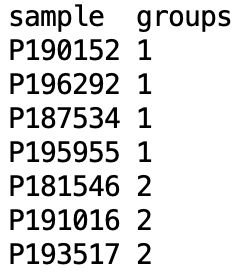 sample groups
P190152 1
P196292 1
P187534 1
P195955 1
P181546 2
P191016 2
P193517 2